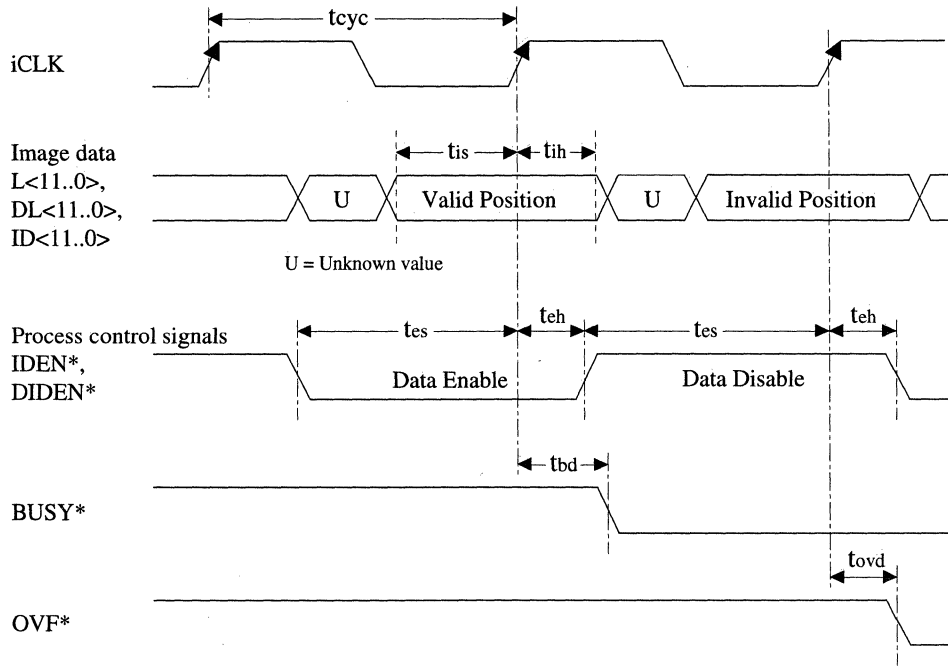 tcyc
iCLK
Image data
L<11..0>,
DL<11..0>,
ID<11..0>
tis
tih
U
Valid Position
U
Invalid Position
U = Unknown value
Process control signals
IDEN*,
DIDEN*
tes
teh
tes
teh
Data Enable
Data Disable
tbd
BUSY*
tovd
OVF*